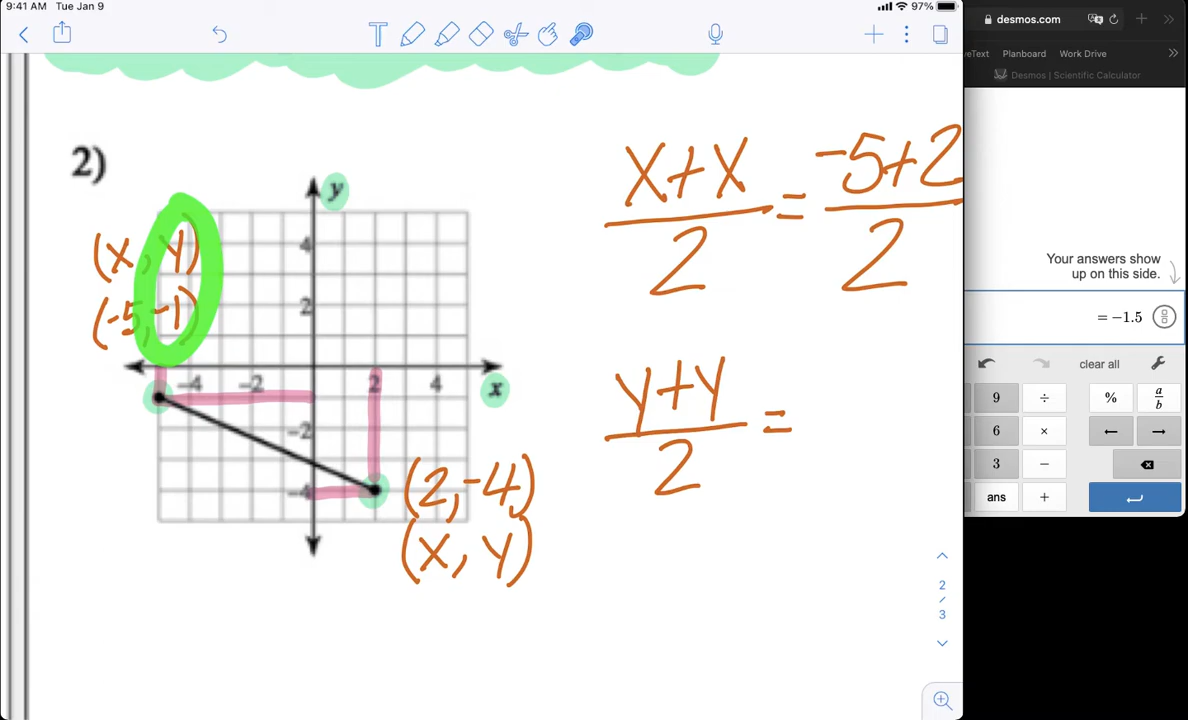 9:41 AM Tue Jan 9
97%
desmos.com
veText Planboard Work Drive
Desmos | Scientific Calculator
2)
y
x
4
2
-4 -2 2 4
-2
-4
(x, y)
(-5, -1)
(2, -4)
(x, y)
x+x/2 = -5+2/2
y+y/2 =
Your answers show
up on this side.
= −1.5
clear all
9 ÷ % a/b
6 × ← →
3 −
ans +
2
/
3